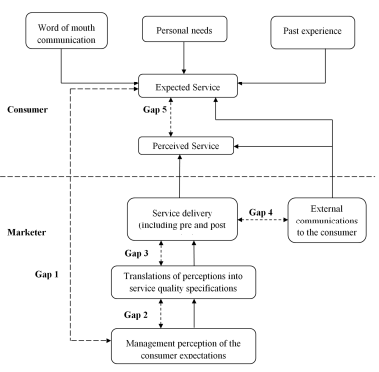 Word of mouth
communication
Personal needs
Past experience
Expected Service
Consumer
Gap 5
Perceived Service
Service delivery
(including pre and post
Gap 4
External
communications
to the consumer
Marketer
Gap 3
Gap 1
Translations of perceptions into
service quality specifications
Gap 2
Management perception of the
consumer expectations